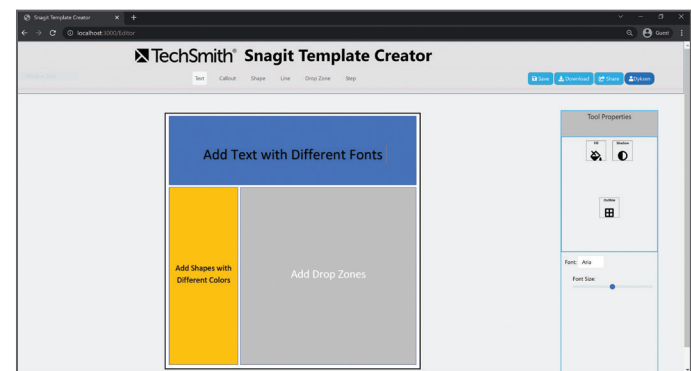 Snagit Template Creator
localhost:3000/Editor
Guest
TechSmith® Snagit Template Creator
Text Callout Shape Line Drop Zone Step
Save Download Share Dyksen
Tool Properties
Fill Shadow
Outline
Add Text with Different Fonts
Add Shapes with
Different Colors
Add Drop Zones
Font: Aria
Font Size: